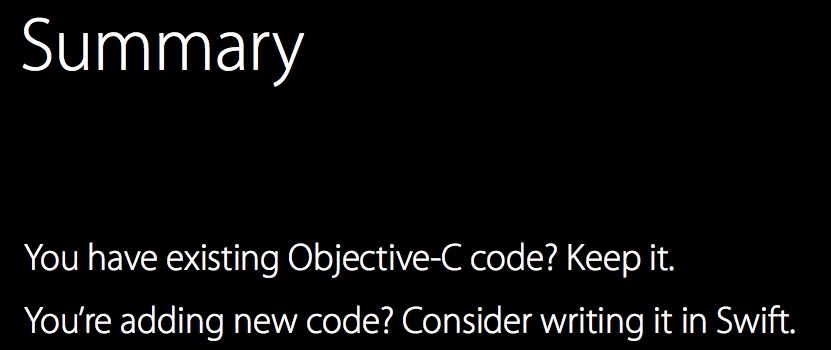 Summary
You have existing Objective-C code? Keep it.
You’re adding new code? Consider writing it in Swift.